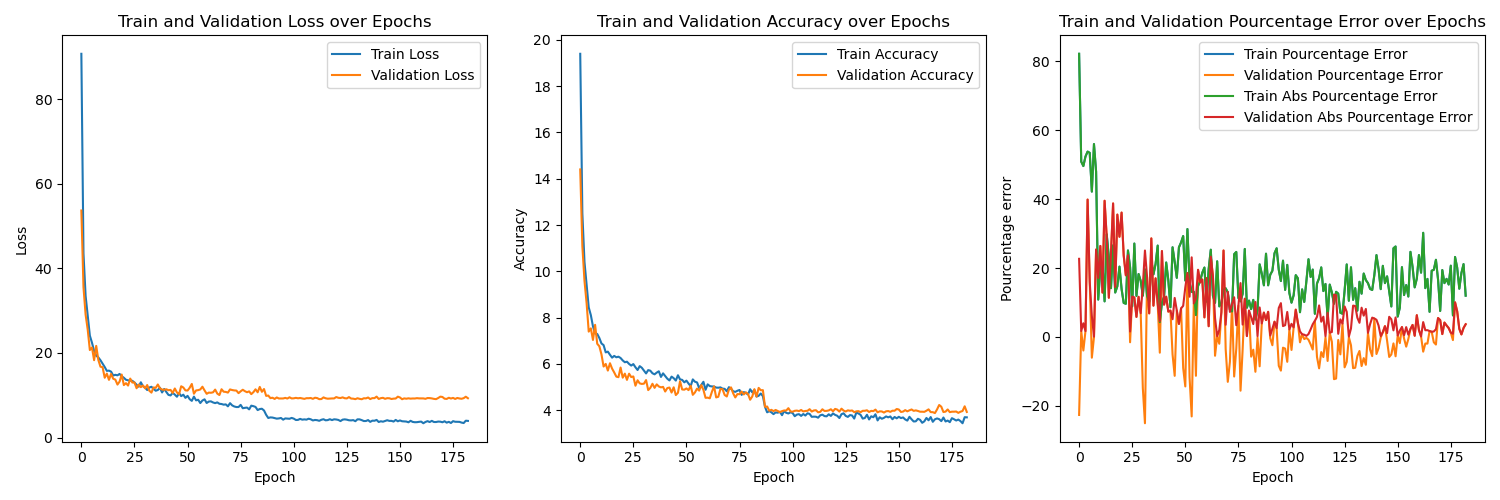 Train and Validation Loss over Epochs
Train Loss
Validation Loss
Loss
80
60
40
20
0
0 25 50 75 100 125 150 175
Epoch
Train and Validation Accuracy over Epochs
Train Accuracy
Validation Accuracy
Accuracy
20
18
16
14
12
10
8
6
4
0 25 50 75 100 125 150 175
Epoch
Train and Validation Pourcentage Error over Epochs
Train Pourcentage Error
Validation Pourcentage Error
Train Abs Pourcentage Error
Validation Abs Pourcentage Error
Pourcentage error
80
60
40
20
0
−20
0 25 50 75 100 125 150 175
Epoch